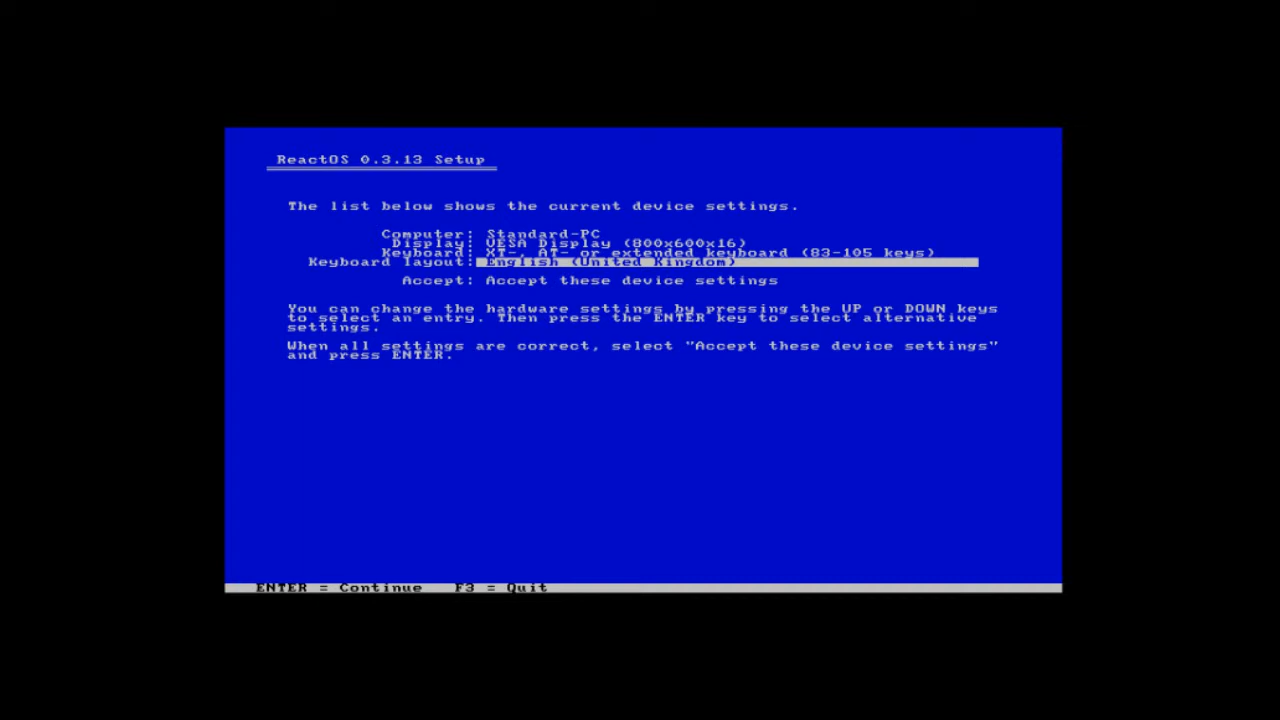 ReactOS 0.3.13 Setup
The list below shows the current device settings.
Computer: Standard-PC
Display: VESA Display (800x600x16)
Keyboard: XT-, AT- or extended keyboard (83-105 keys)
Keyboard layout: English (United Kingdom)
Accept: Accept these device settings
You can change the hardware settings by pressing the UP or DOWN keys
to select an entry. Then press the ENTER key to select alternative
settings.
When all settings are correct, select "Accept these device settings"
and press ENTER.
ENTER = Continue F3 = Quit